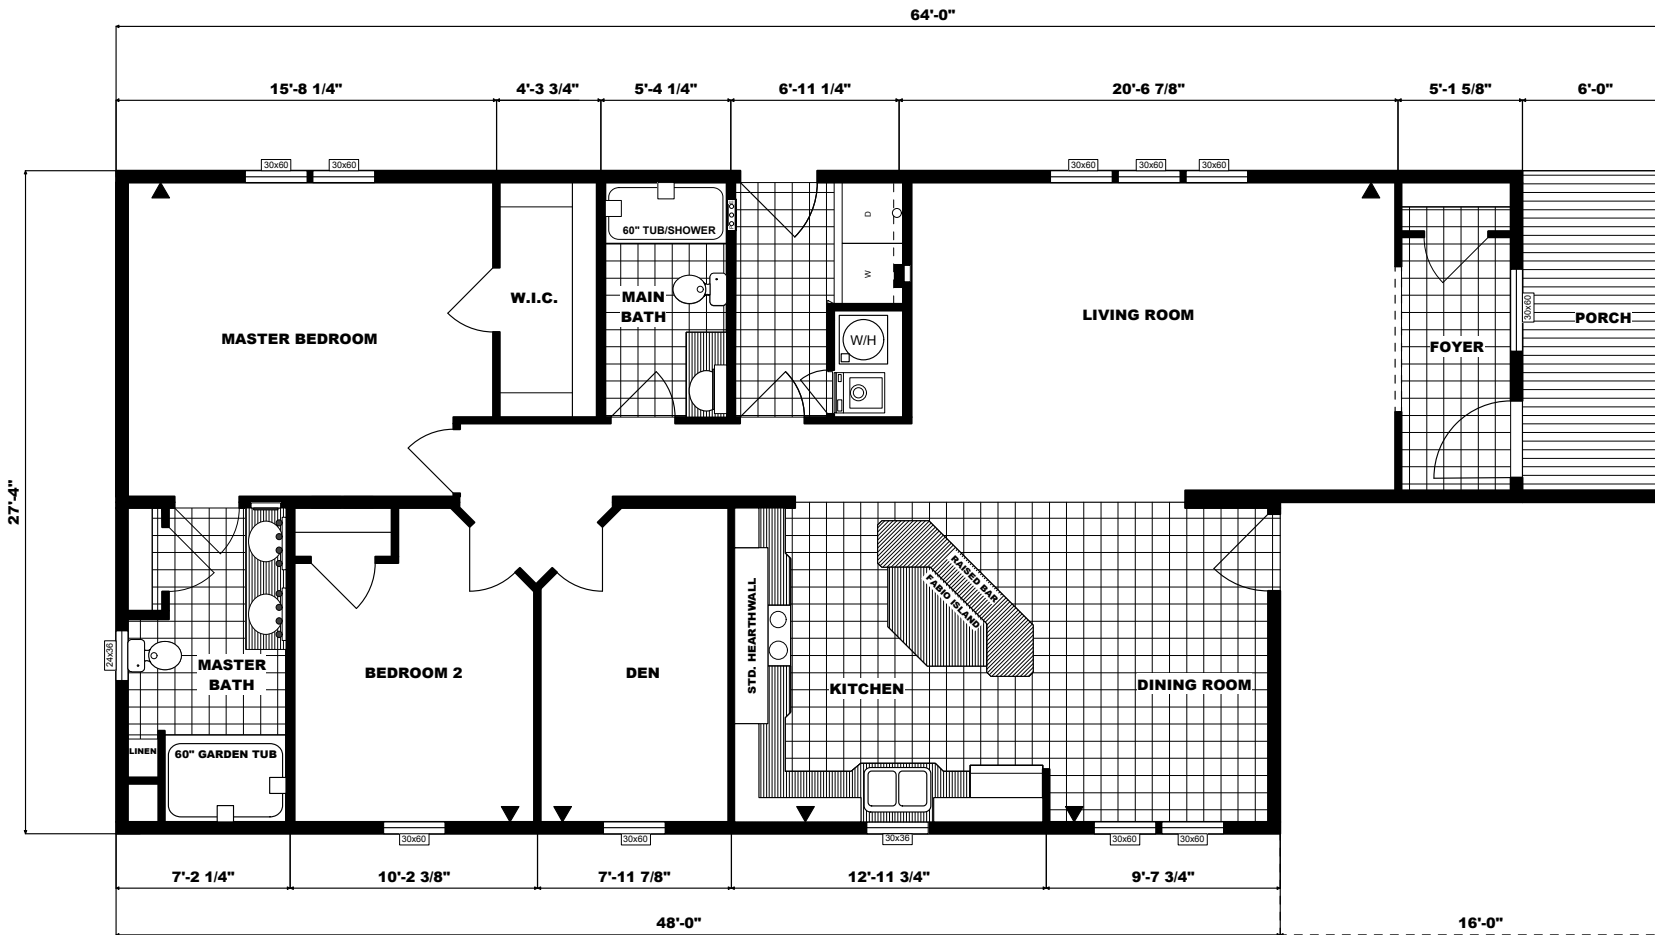 64'-0"
15'-8 1/4"
4'-3 3/4"
5'-4 1/4"
6'-11 1/4"
20'-6 7/8"
5'-1 5/8"
6'-0"
30x60
30x60
30x60
30x60
30x60
60" TUB/SHOWER
D
W
W.I.C.
MAIN
BATH
MASTER BEDROOM
W/H
LIVING ROOM
FOYER
30x60
PORCH
27'-4"
24x36
MASTER
BATH
LINEN
60" GARDEN TUB
BEDROOM 2
DEN
STD. HEARTHWALL
KITCHEN
RAISED BAR
FABIO ISLAND
DINING ROOM
30x60
30x60
30x36
30x60
30x60
7'-2 1/4"
10'-2 3/8"
7'-11 7/8"
12'-11 3/4"
9'-7 3/4"
48'-0"
16'-0"